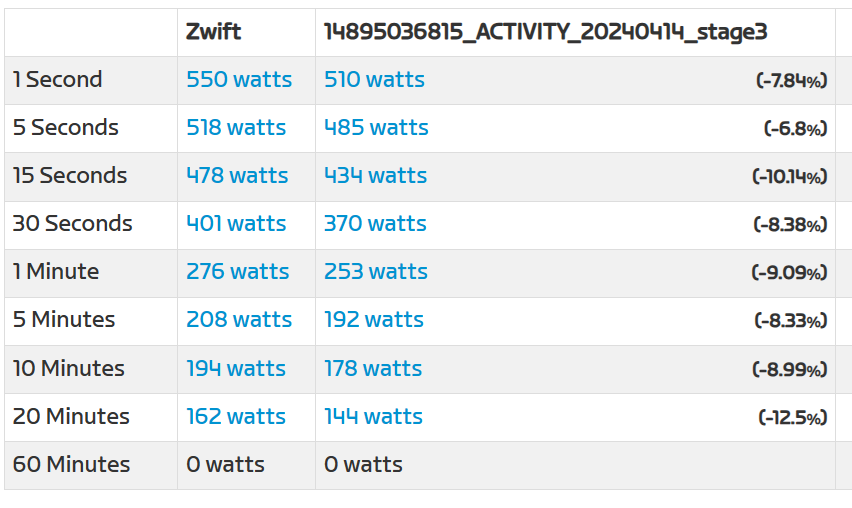 Zwift 14895036815_ACTIVITY_20240414_stage3
1 Second 550 watts 510 watts (-7.84%)
5 Seconds 518 watts 485 watts (-6.8%)
15 Seconds 478 watts 434 watts (-10.14%)
30 Seconds 401 watts 370 watts (-8.38%)
1 Minute 276 watts 253 watts (-9.09%)
5 Minutes 208 watts 192 watts (-8.33%)
10 Minutes 194 watts 178 watts (-8.99%)
20 Minutes 162 watts 144 watts (-12.5%)
60 Minutes 0 watts 0 watts